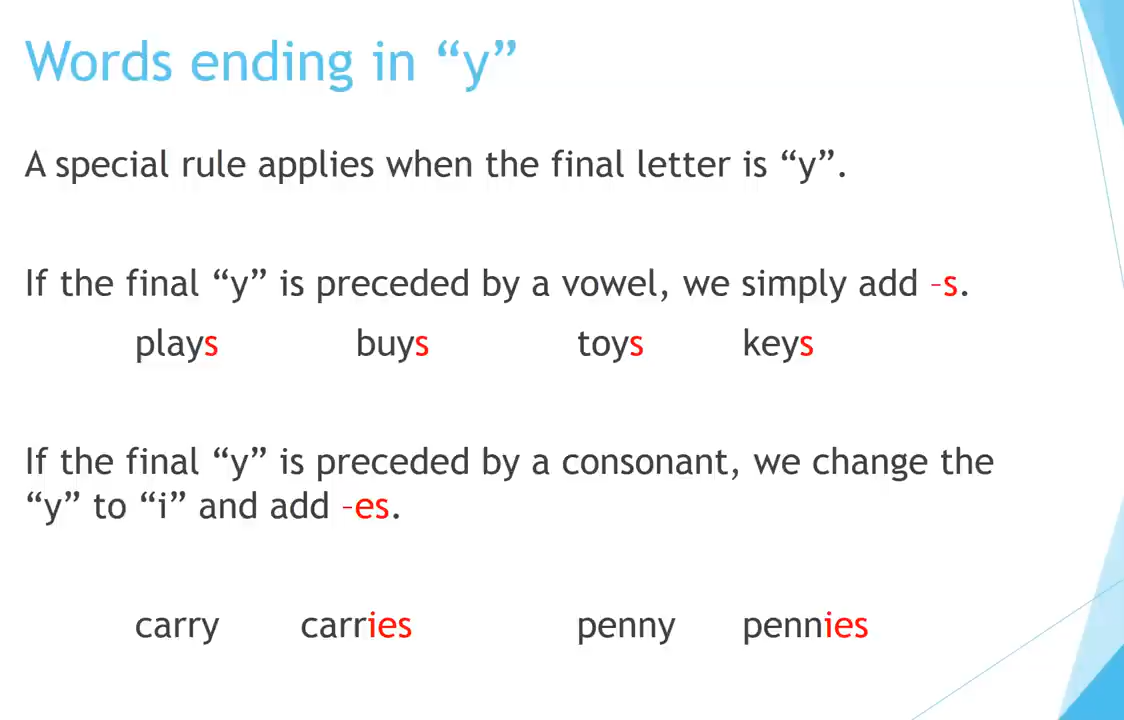 Words ending in “y”
A special rule applies when the final letter is “y”.
If the final “y” is preceded by a vowel, we simply add –s.
plays buys toys keys
If the final “y” is preceded by a consonant, we change the
“y” to “i” and add –es.
carry carries penny pennies